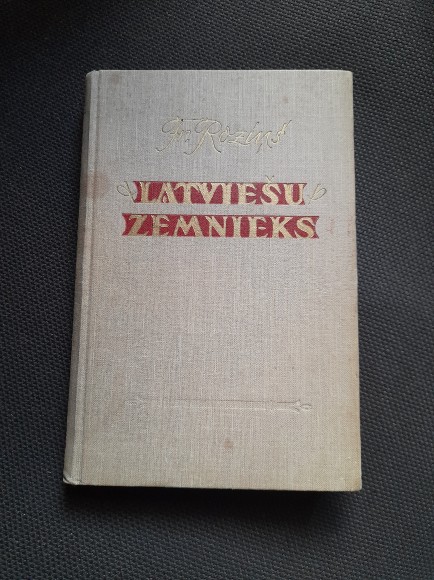 Fr. Roziņš
LATVIEŠU
ZEMNIEKS